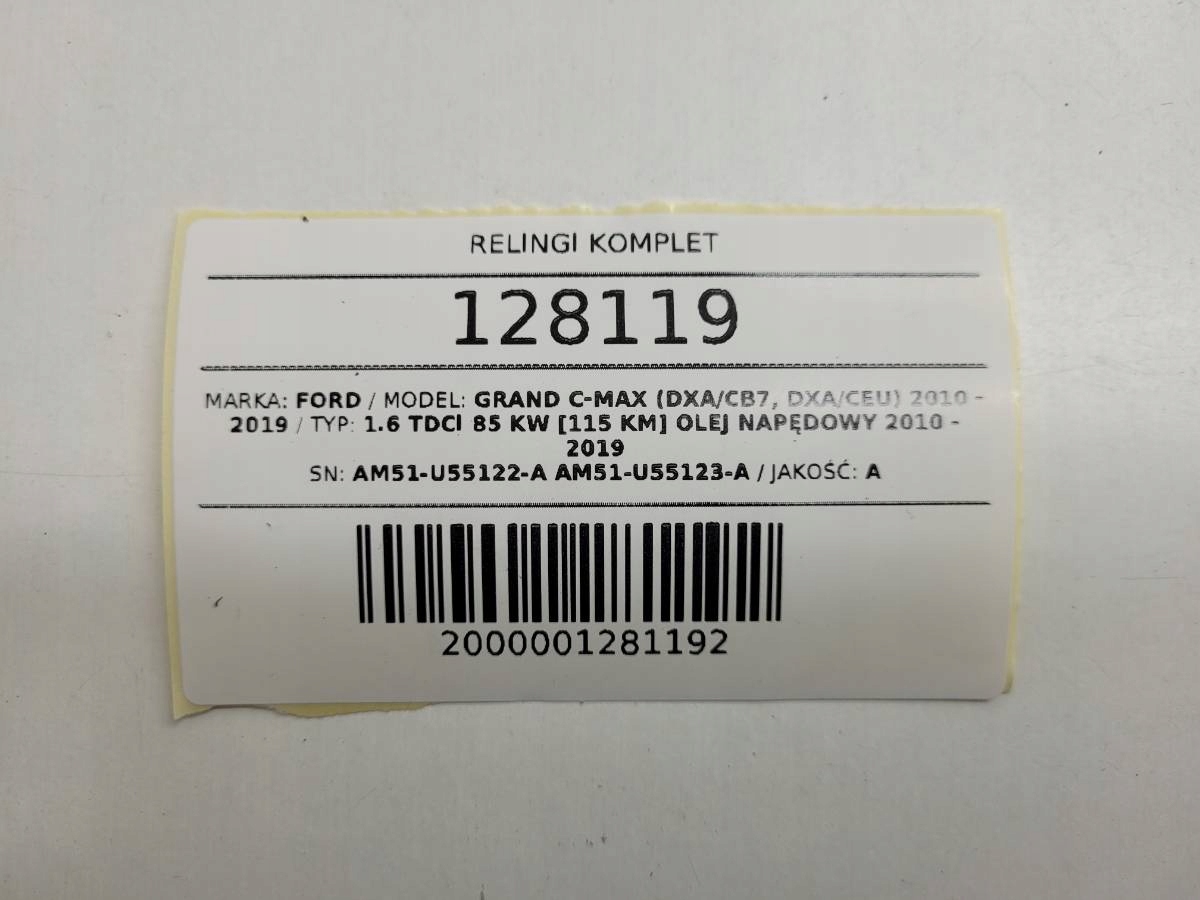 RELINGI KOMPLET
128119
MARKA: FORD / MODEL: GRAND C-MAX (DXA/CB7, DXA/CEU) 2010 -
2019 / TYP: 1.6 TDCI 85 KW [115 KM] OLEJ NAPĘDOWY 2010 -
2019
SN: AM51-U55122-A AM51-U55123-A / JAKOŚĆ: A
2000001281192